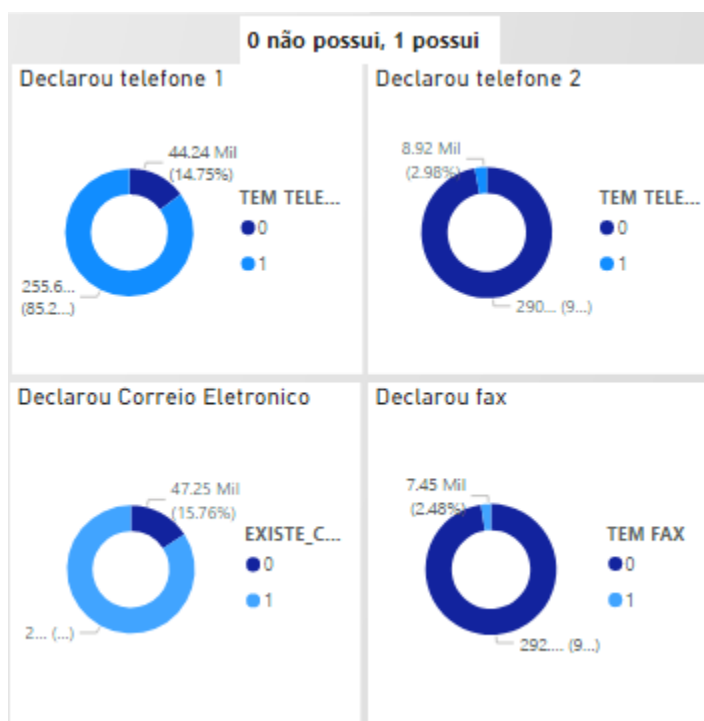 0 não possui, 1 possui
Declarou telefone 1
44.24 Mil
(14.75%)
TEM TELE...
0
1
255.6...
(85.2...)
Declarou telefone 2
8.92 Mil
(2.98%)
TEM TELE...
0
1
290... (9...)
Declarou Correio Eletronico
47.25 Mil
(15.76%)
EXISTE_C...
0
1
2... (...)
Declarou fax
7.45 Mil
(2.48%)
TEM FAX
0
1
292.... (9...)